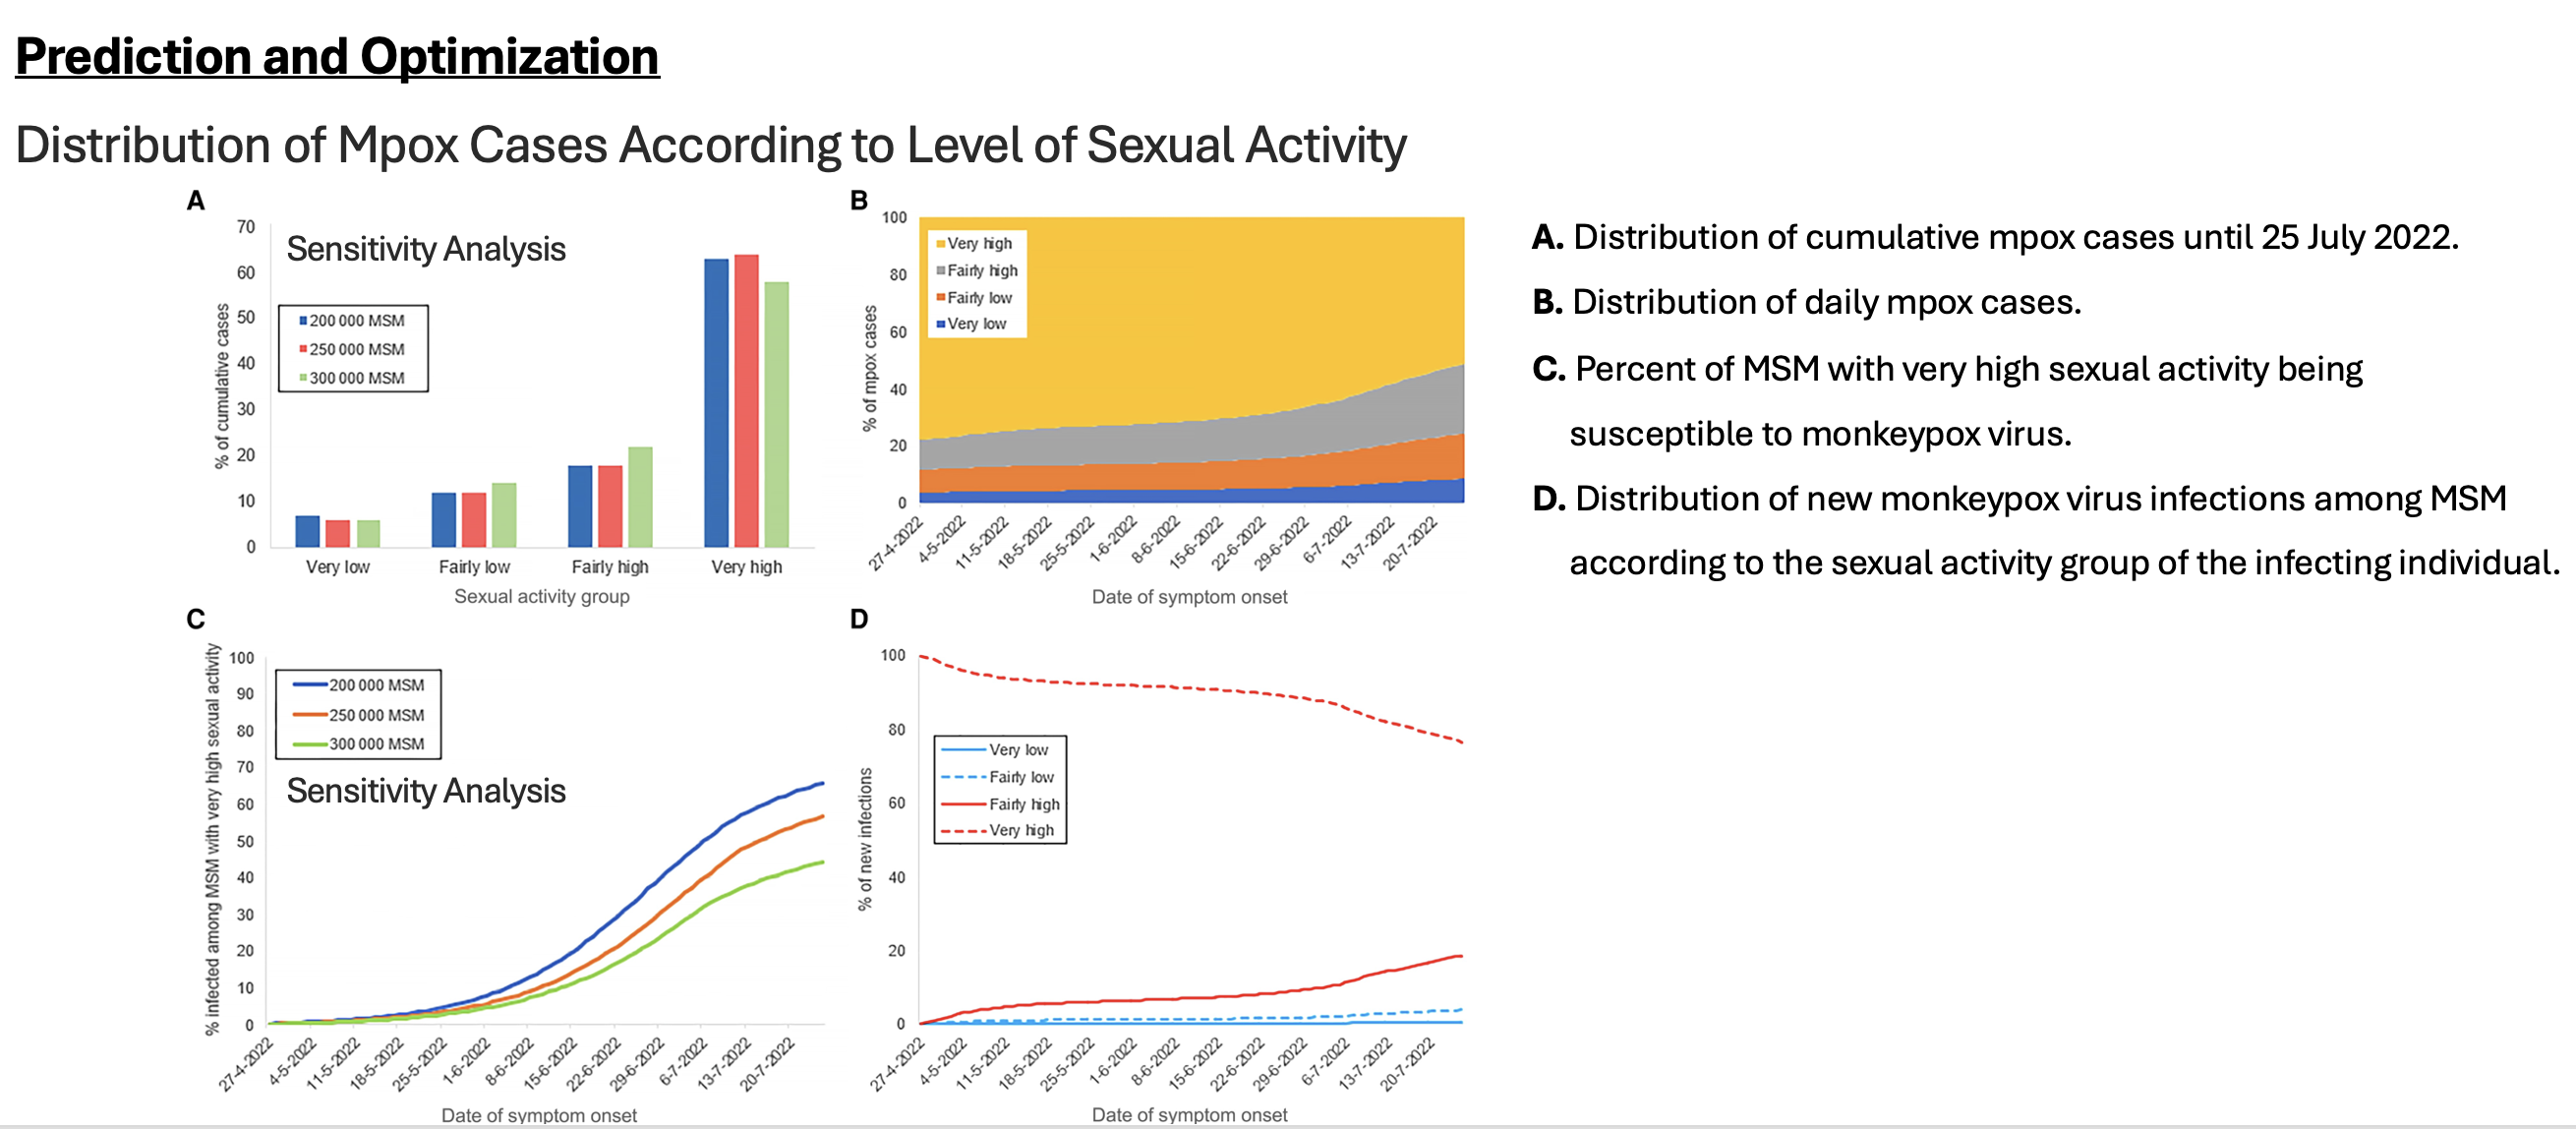 Prediction and Optimization
Distribution of Mpox Cases According to Level of Sexual Activity
A
Sensitivity Analysis
70
60
50
40
30
20
10
0
% of cumulative cases
200 000 MSM
250 000 MSM
300 000 MSM
Very low
Fairly low
Fairly high
Very high
Sexual activity group
B
100
80
60
40
20
0
% of mpox cases
Very high
Fairly high
Fairly low
Very low
27-4-2022
4-5-2022
11-5-2022
18-5-2022
25-5-2022
1-6-2022
8-6-2022
15-6-2022
22-6-2022
29-6-2022
6-7-2022
13-7-2022
20-7-2022
Date of symptom onset
A. Distribution of cumulative mpox cases until 25 July 2022.
B. Distribution of daily mpox cases.
C. Percent of MSM with very high sexual activity being
susceptible to monkeypox virus.
D. Distribution of new monkeypox virus infections among MSM
according to the sexual activity group of the infecting individual.
C
100
90
80
70
60
50
40
30
20
10
0
% infected among MSM with very high sexual activity
200 000 MSM
250 000 MSM
300 000 MSM
Sensitivity Analysis
27-4-2022
4-5-2022
11-5-2022
18-5-2022
25-5-2022
1-6-2022
8-6-2022
15-6-2022
22-6-2022
29-6-2022
6-7-2022
13-7-2022
20-7-2022
Date of symptom onset
D
100
80
60
40
20
0
% of new infections
Very low
Fairly low
Fairly high
Very high
27-4-2022
4-5-2022
11-5-2022
18-5-2022
25-5-2022
1-6-2022
8-6-2022
15-6-2022
22-6-2022
29-6-2022
6-7-2022
13-7-2022
20-7-2022
Date of symptom onset